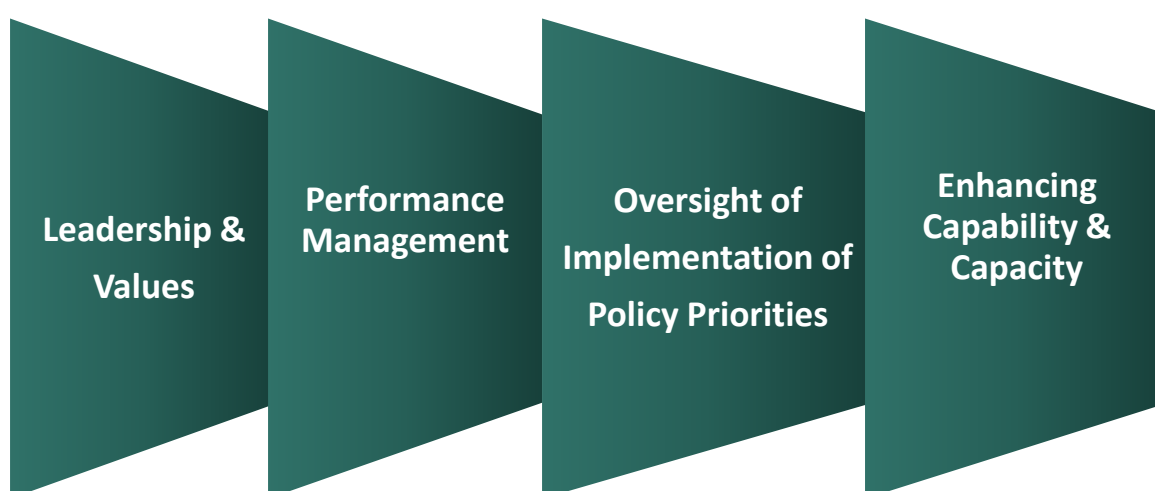 Leadership &
Values
Performance
Management
Oversight of
Implementation of
Policy Priorities
Enhancing
Capability &
Capacity